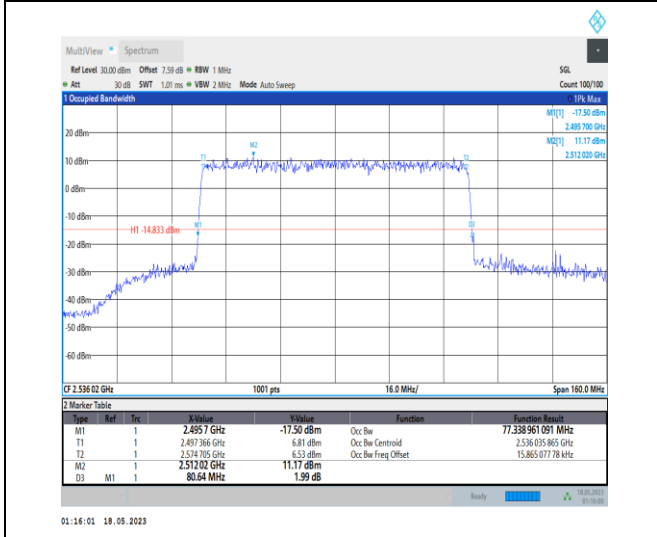 MultiView Spectrum
Ref Level 30.00 dBm Offset 7.59 dB RBW 1 MHz SGL
Att 30 dB SWT 1.01 ms VBW 2 MHz Mode Auto Sweep Count 100/100
1 Occupied Bandwidth 1Pk Max
M1[1] -17.50 dBm
2.495 700 GHz
M2[1] 11.17 dBm
2.512 020 GHz
20 dBm
M2
T1 T2
10 dBm
0 dBm
-10 dBm
M1 D3
H1 -14.833 dBm
-20 dBm
-30 dBm
-40 dBm
-50 dBm
-60 dBm
CF 2.536 02 GHz 1001 pts 16.0 MHz/ Span 160.0 MHz
2 Marker Table
Type Ref Trc X-Value Y-Value Function Function Result
M1 1 2.4957 GHz -17.50 dBm Occ Bw 77.338 961 091 MHz
T1 1 2.497 366 GHz 6.81 dBm Occ Bw Centroid 2.536 035 865 GHz
T2 1 2.574 705 GHz 6.53 dBm Occ Bw Freq Offset 15.865 077 78 kHz
M2 1 2.51202 GHz 11.17 dBm
D3 M1 1 80.64 MHz 1.99 dB
Ready 18.05.2023
01:16:00
01:16:01 18.05.2023